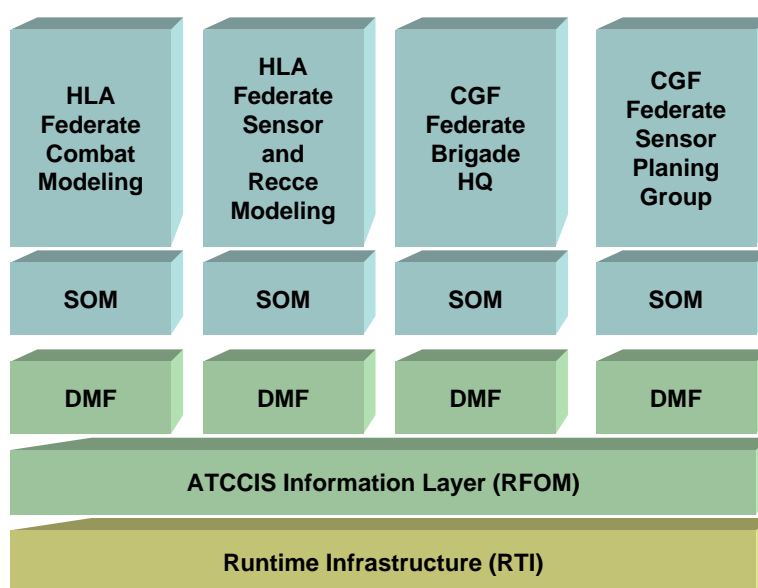 HLA
Federate
Combat
Modeling
HLA
Federate
Sensor
and
Recce
Modeling
CGF
Federate
Brigade
HQ
CGF
Federate
Sensor
Planing
Group
SOM
SOM
SOM
SOM
DMF
DMF
DMF
DMF
ATCCIS Information Layer (RFOM)
Runtime Infrastructure (RTI)